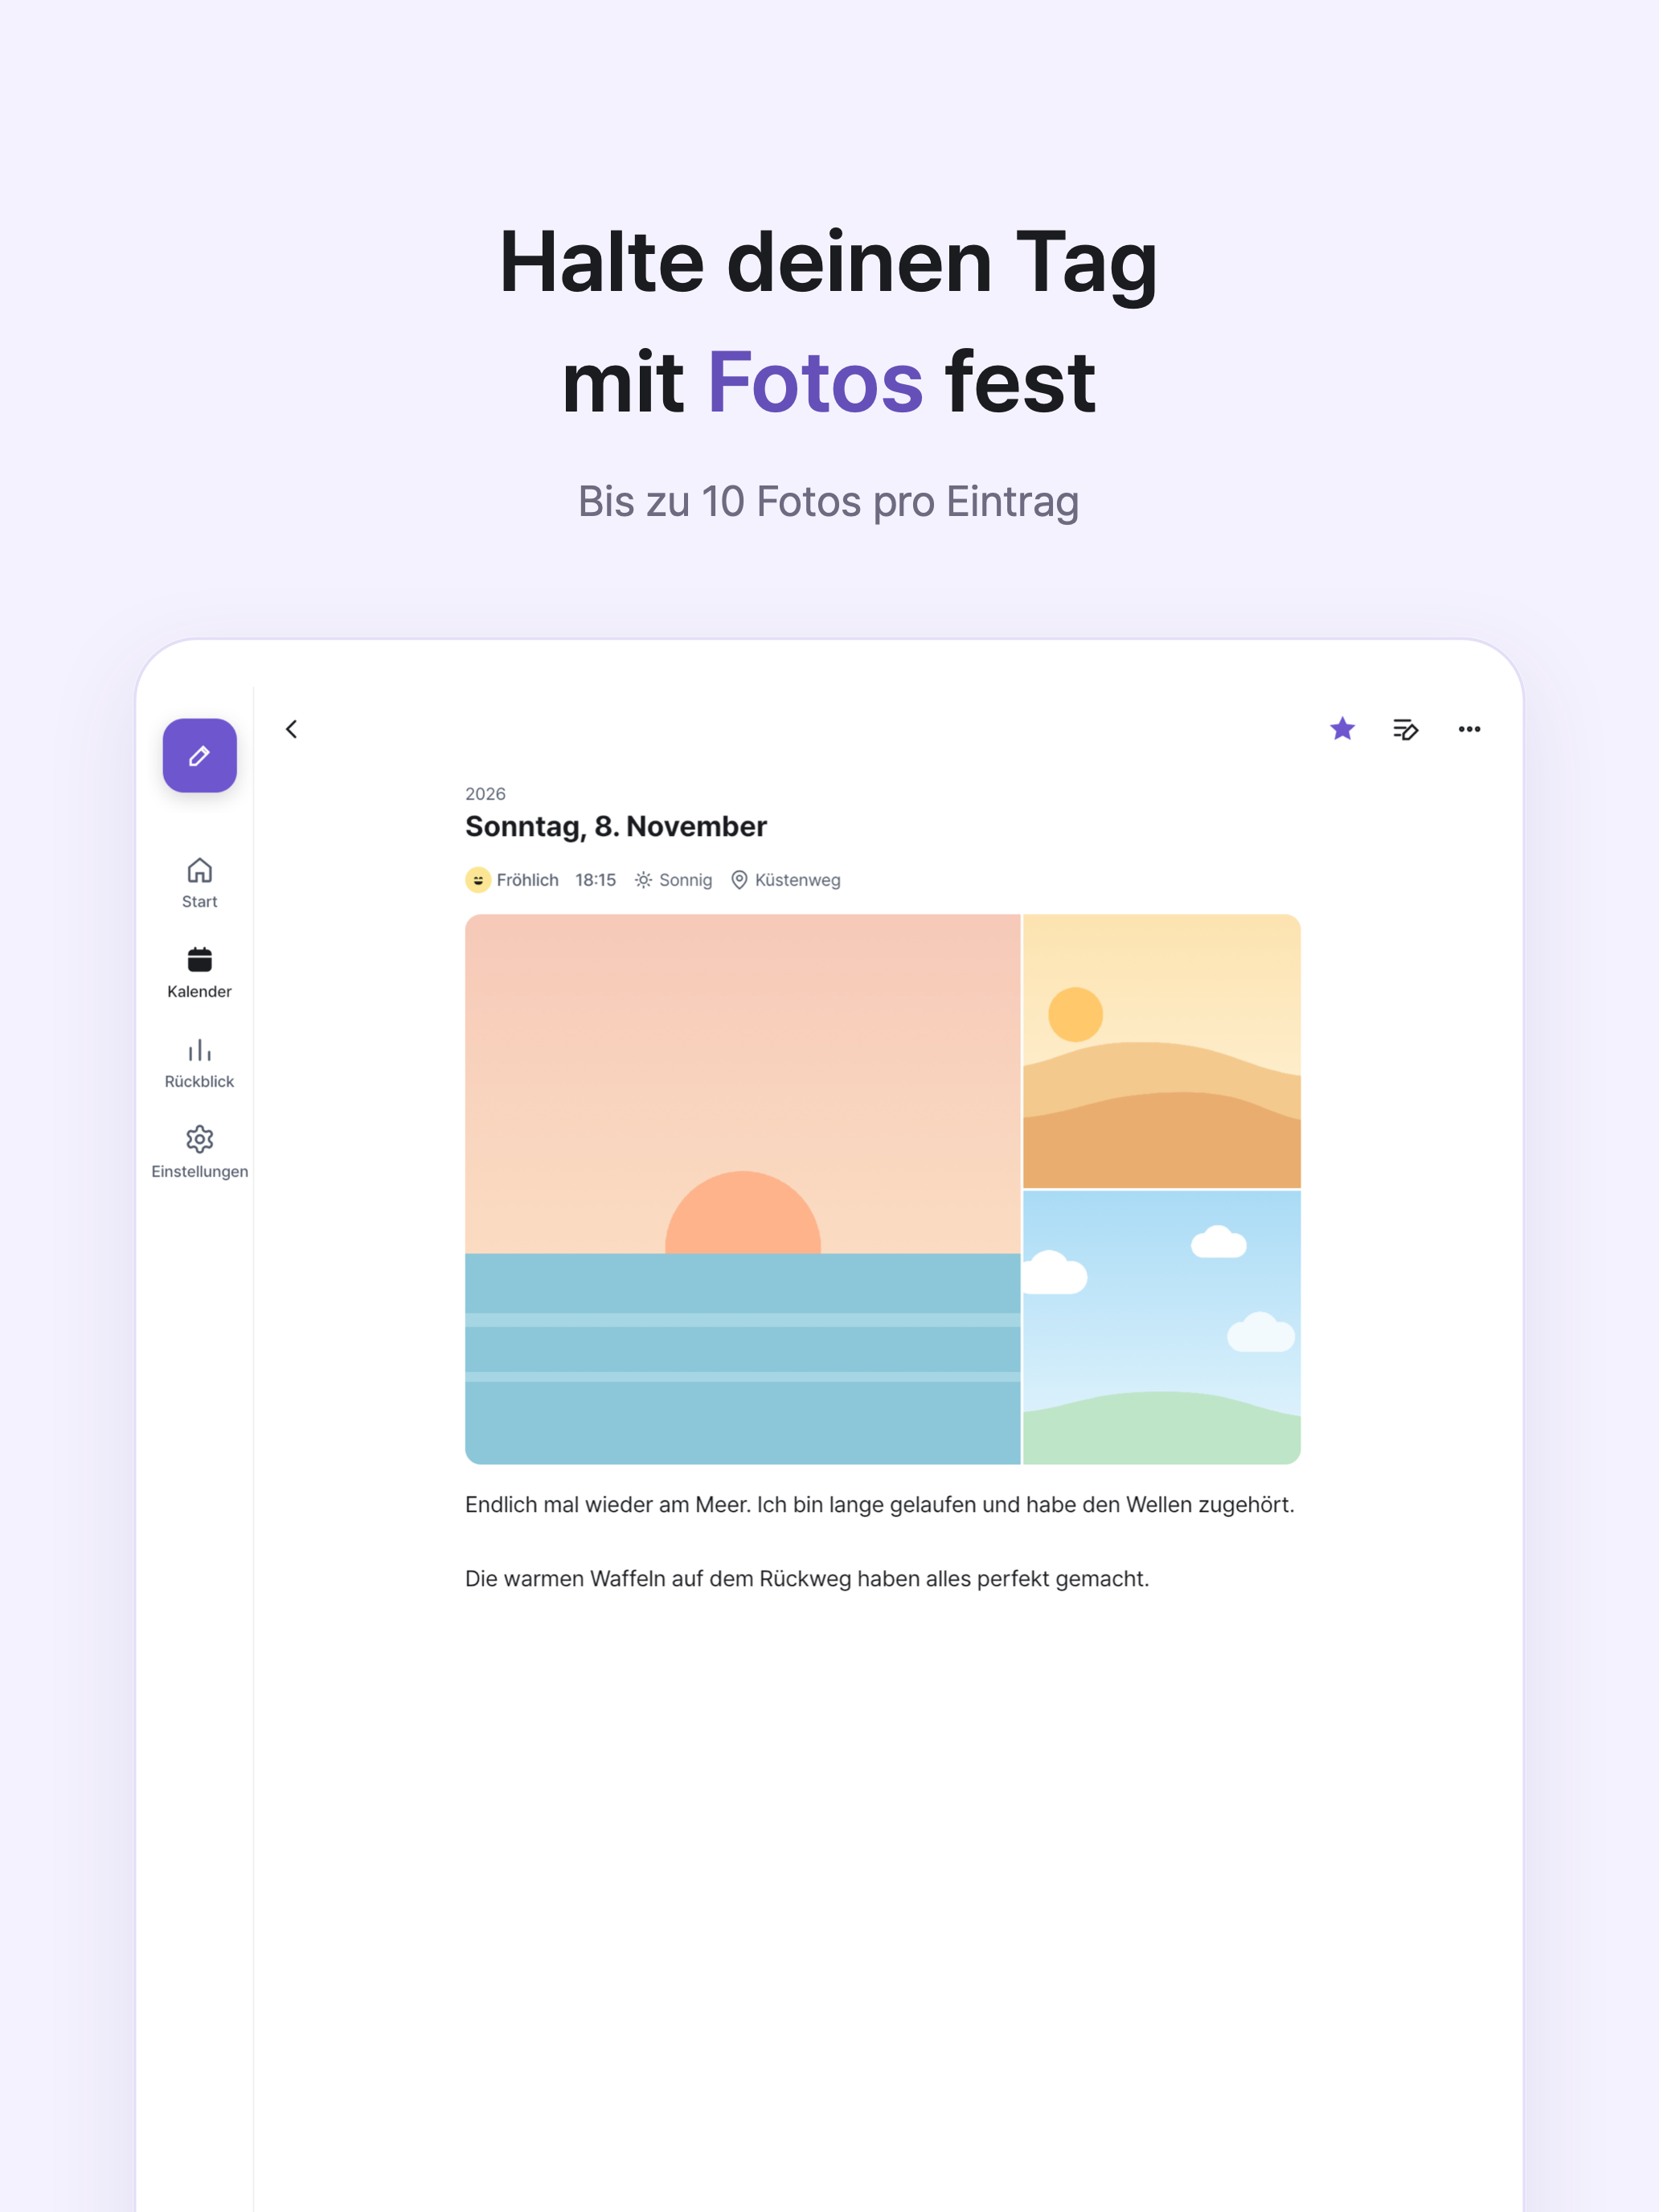 Halte deinen Tag
mit Fotos fest
Bis zu 10 Fotos pro Eintrag
Start
Kalender
Rückblick
Einstellungen
2026
Sonntag, 8. November
Fröhlich 18:15 Sonnig Küstenweg
Endlich mal wieder am Meer. Ich bin lange gelaufen und habe den Wellen zugehört.
Die warmen Waffeln auf dem Rückweg haben alles perfekt gemacht.